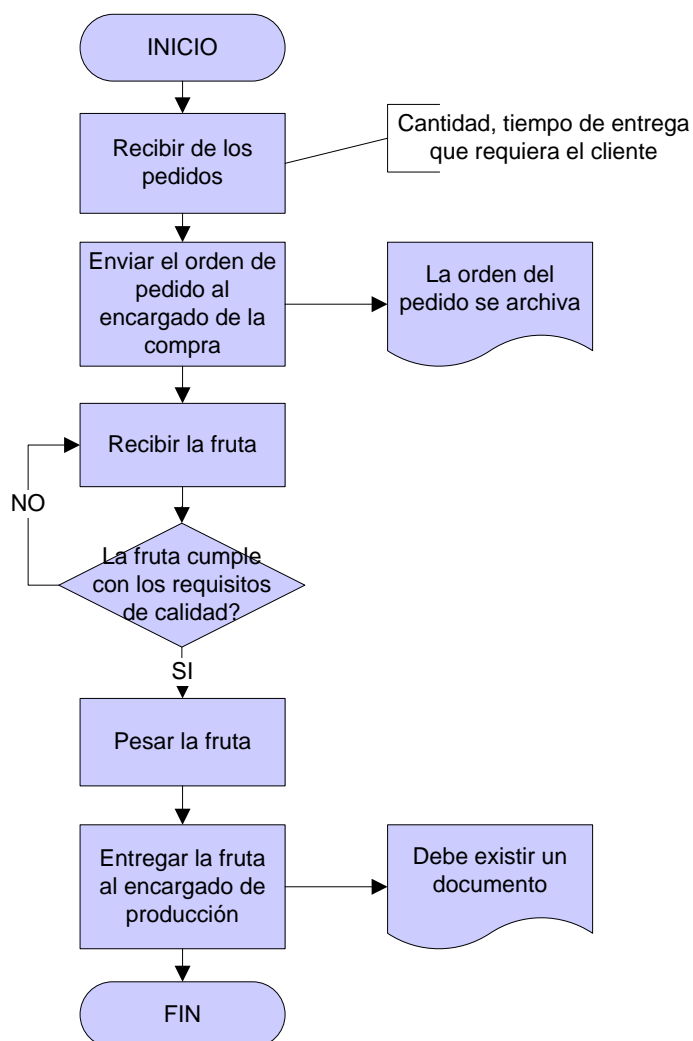 INICIO
Recibir de los
pedidos
Cantidad, tiempo de entrega
que requiera el cliente
Enviar el orden de
pedido al
encargado de la
compra
La orden del
pedido se archiva
Recibir la fruta
NO
La fruta cumple
con los requisitos
de calidad?
SI
Pesar la fruta
Entregar la fruta
al encargado de
producción
Debe existir un
documento
FIN